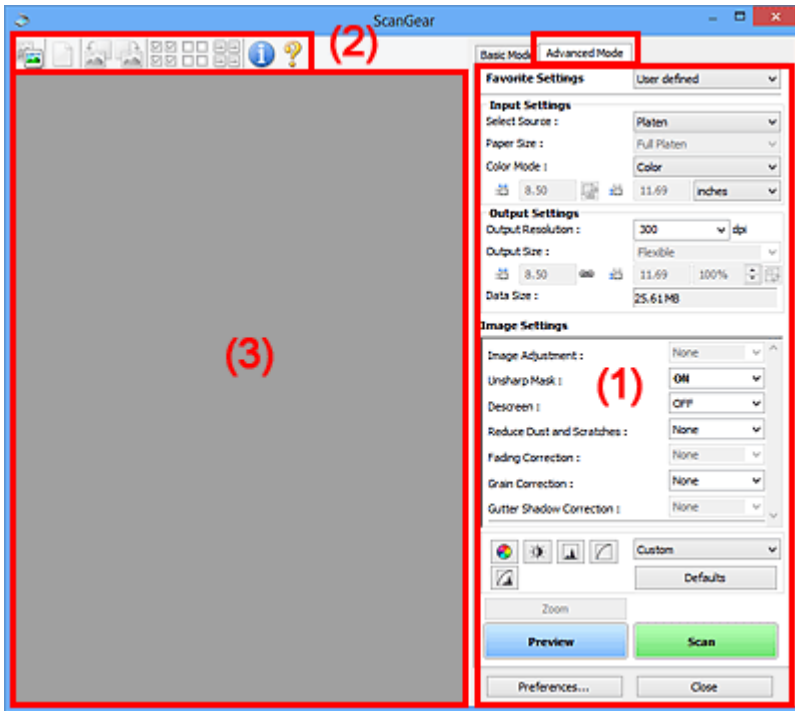 ScanGear
(2)
Basic Mode Advanced Mode
Favorite Settings User defined
Input Settings
Select Source : Platen
Paper Size : Full Platen
Color Mode : Color
8.50 11.69 inches
Output Settings
Output Resolution : 300 dpi
Output Size : Flexible
8.50 11.69 100%
Data Size : 25.61 MB
Image Settings
(3)
(1)
Image Adjustment : None
Unsharp Mask : ON
Descreen : OFF
Reduce Dust and Scratches : None
Fading Correction : None
Grain Correction : None
Gutter Shadow Correction : None
Custom
Defaults
Zoom
Preview Scan
Preferences... Close